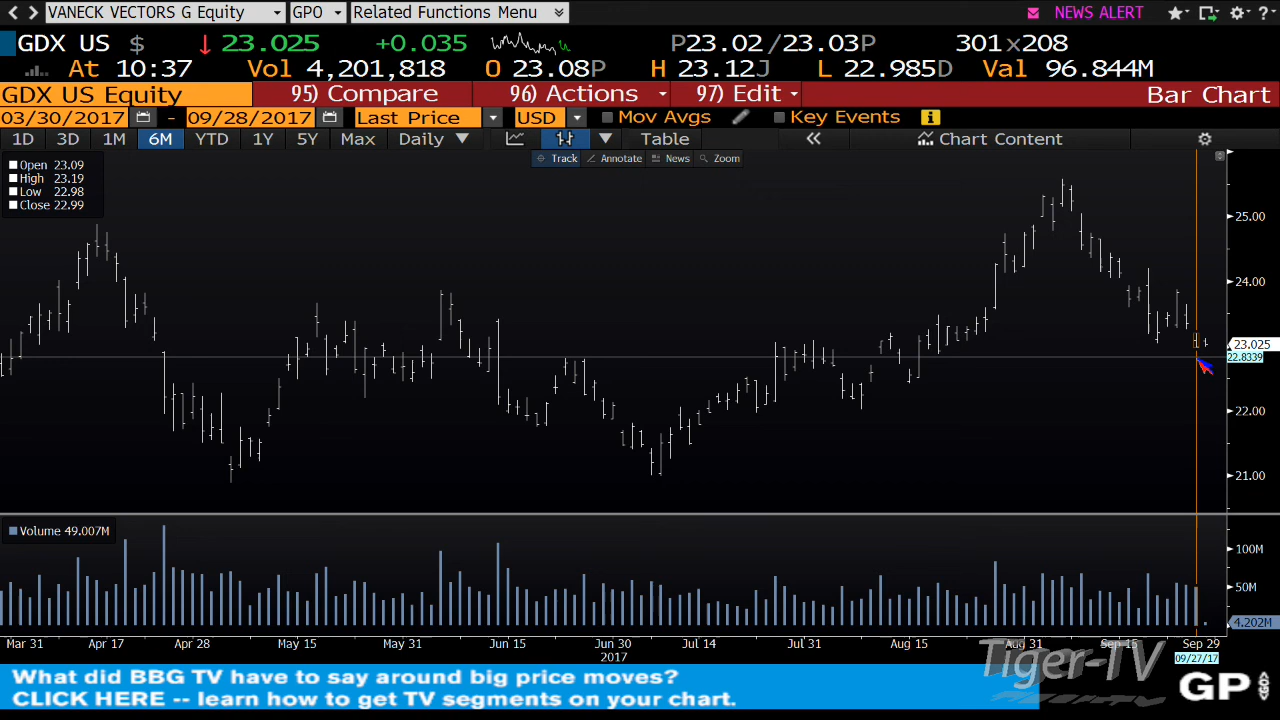 VANECK VECTORS G Equity GPO Related Functions Menu NEWS ALERT ?
GDX US $ ↓ 23.025 +0.035 P23.02/23.03P 301x208
At 10:37 Vol 4,201,818 O 23.08P H 23.12J L 22.985D Val 96.844M
GDX US Equity 95) Compare 96) Actions 97) Edit Bar Chart
03/30/2017 - 09/28/2017 Last Price USD Mov Avgs Key Events i
1D 3D 1M 6M YTD 1Y 5Y Max Daily ▼ Table « Chart Content
Track Annotate News Zoom
Open 23.09
High 23.19
Low 22.98
Close 22.99
25.00
24.00
23.025
22.8339
22.00
21.00
Volume 49.007M
100M
50M
4.202M
Mar 31 Apr 17 Apr 28 May 15 May 31 Jun 15 Jun 30 Jul 14 Jul 31 Aug 15 Aug 31 Sep 15 Sep 29
2017 09/27/17
Tiger-TV
What did BBG TV have to say around big price moves?
CLICK HERE -- learn how to get TV segments on your chart.
GP